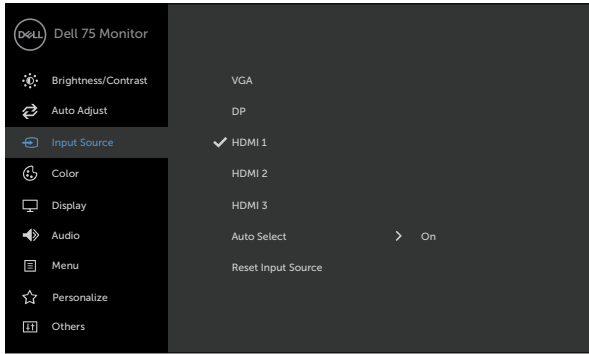 DELL Dell 75 Monitor
Brightness/Contrast
Auto Adjust
Input Source
Color
Display
Audio
Menu
Personalize
Others
VGA
DP
HDMI 1
HDMI 2
HDMI 3
Auto Select > On
Reset Input Source